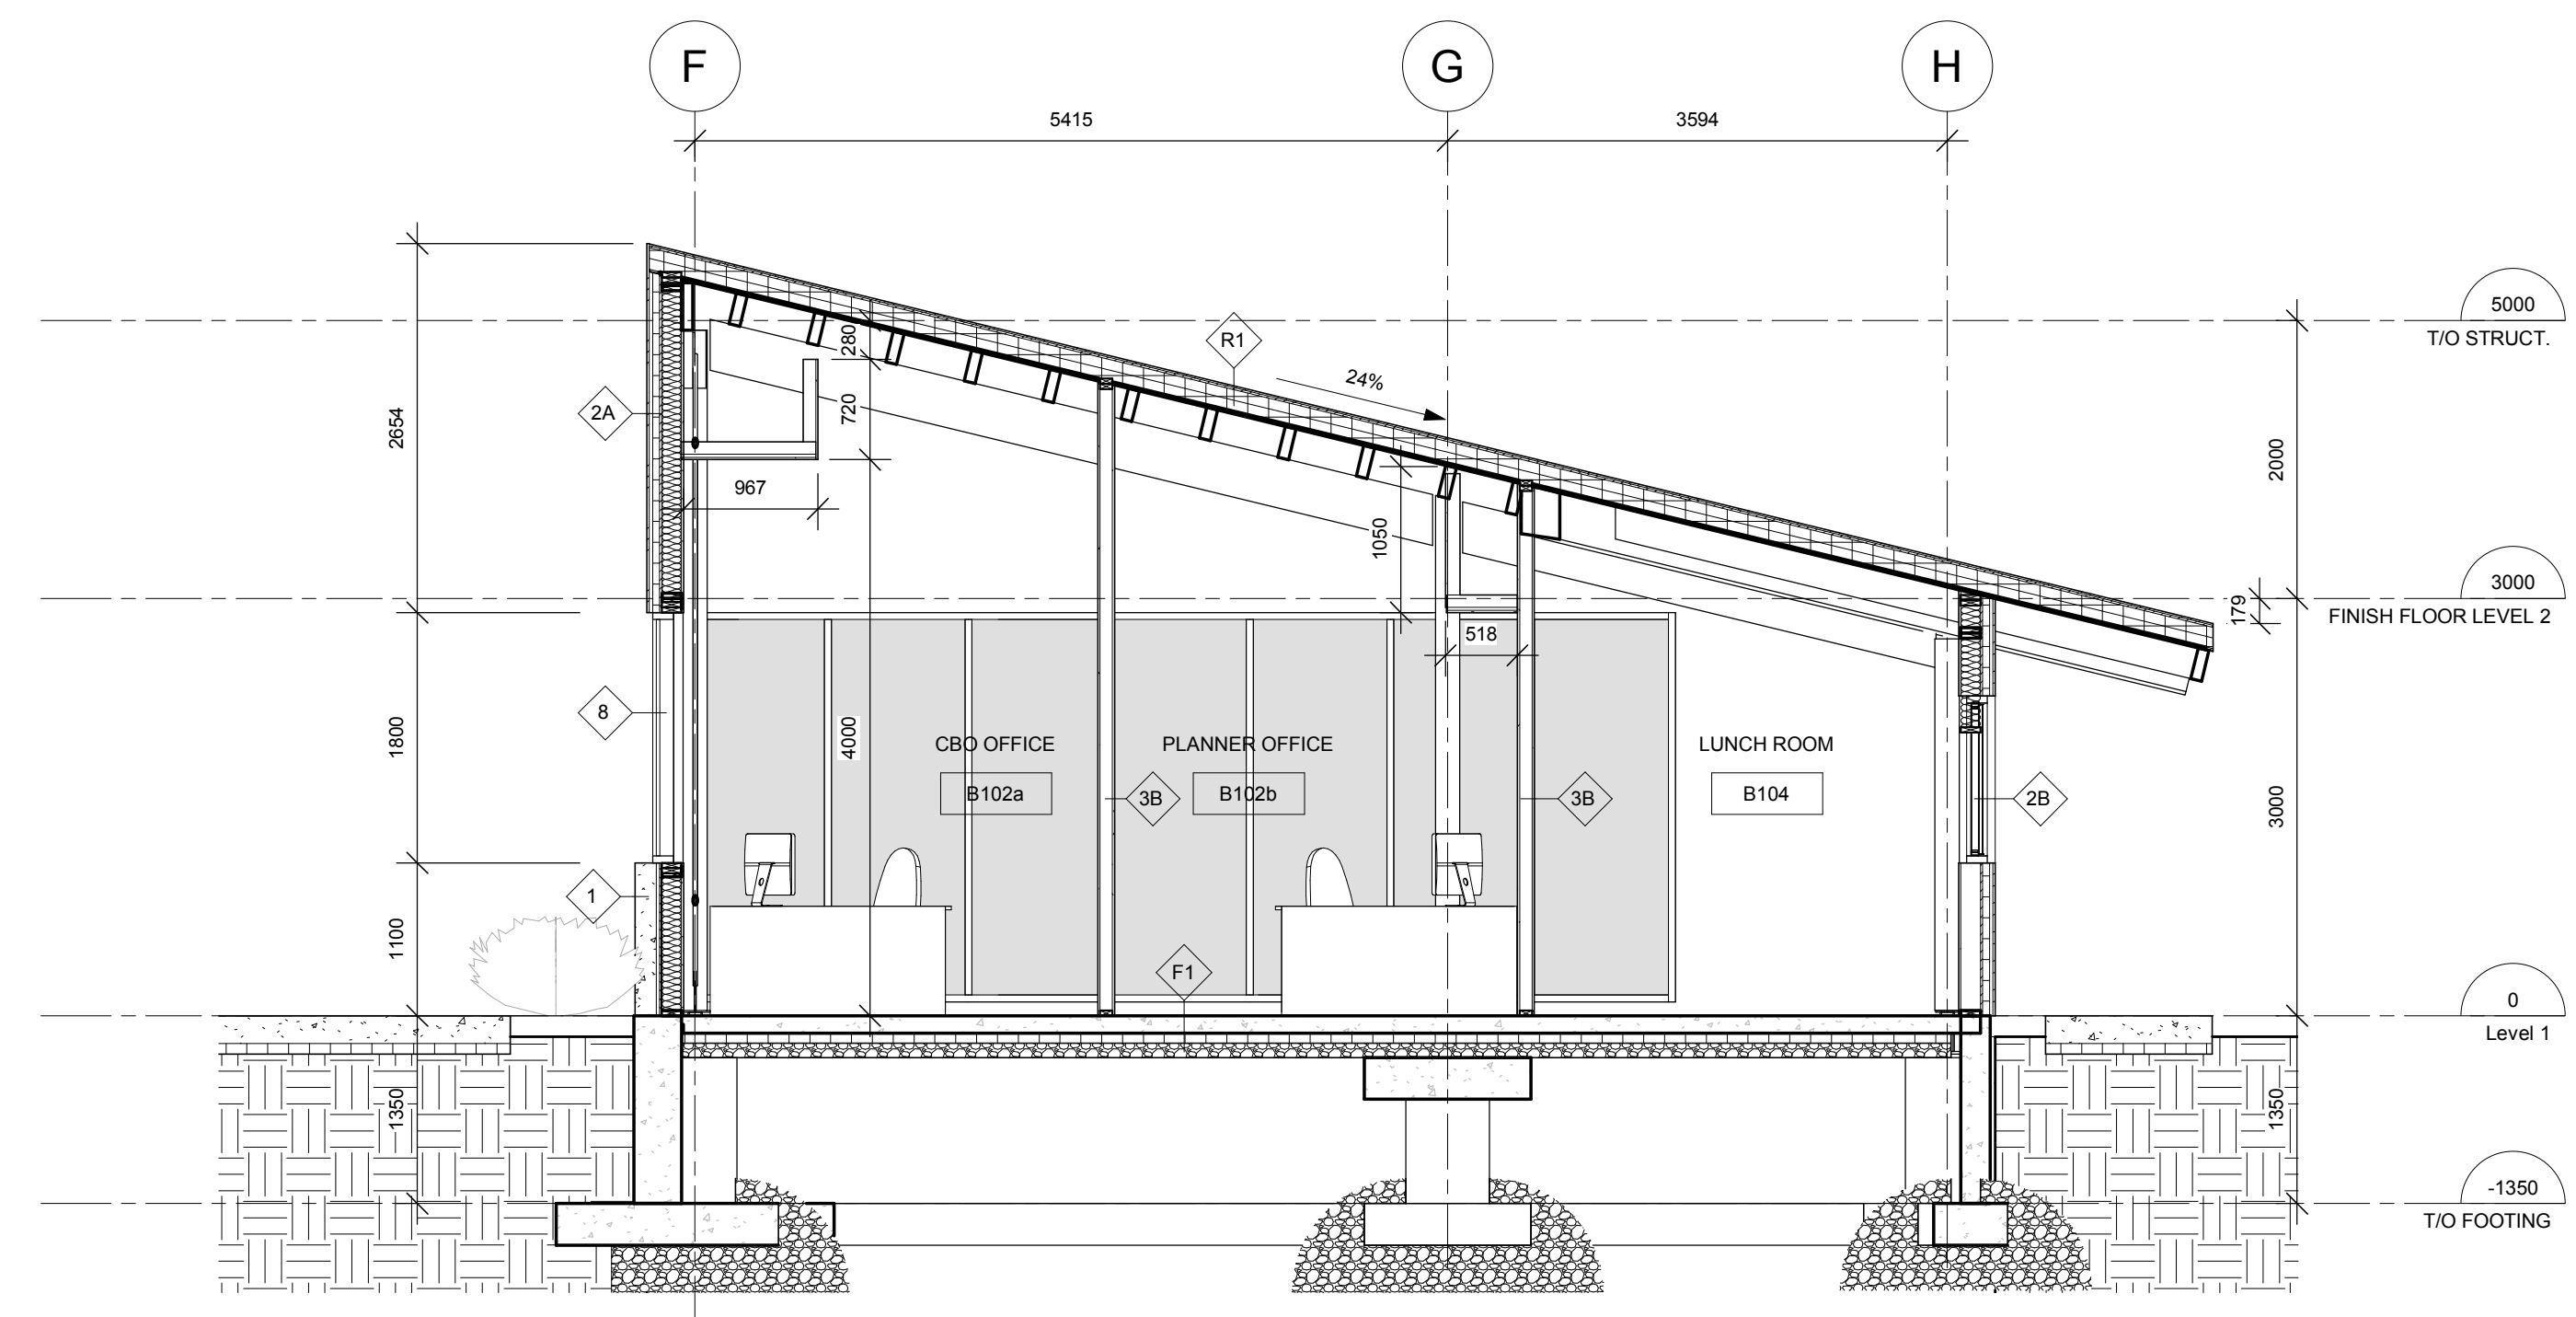 F
G
H
5415
3594
5000
T/O STRUCT.
280
R1
24%
2A
2654
720
2000
967
1050
3000
FINISH FLOOR LEVEL 2
179
518
8
1800
4000
CBO OFFICE
PLANNER OFFICE
LUNCH ROOM
B102a
3B
B102b
3B
B104
2B
3000
1
1100
F1
0
Level 1
1350
1350
-1350
T/O FOOTING